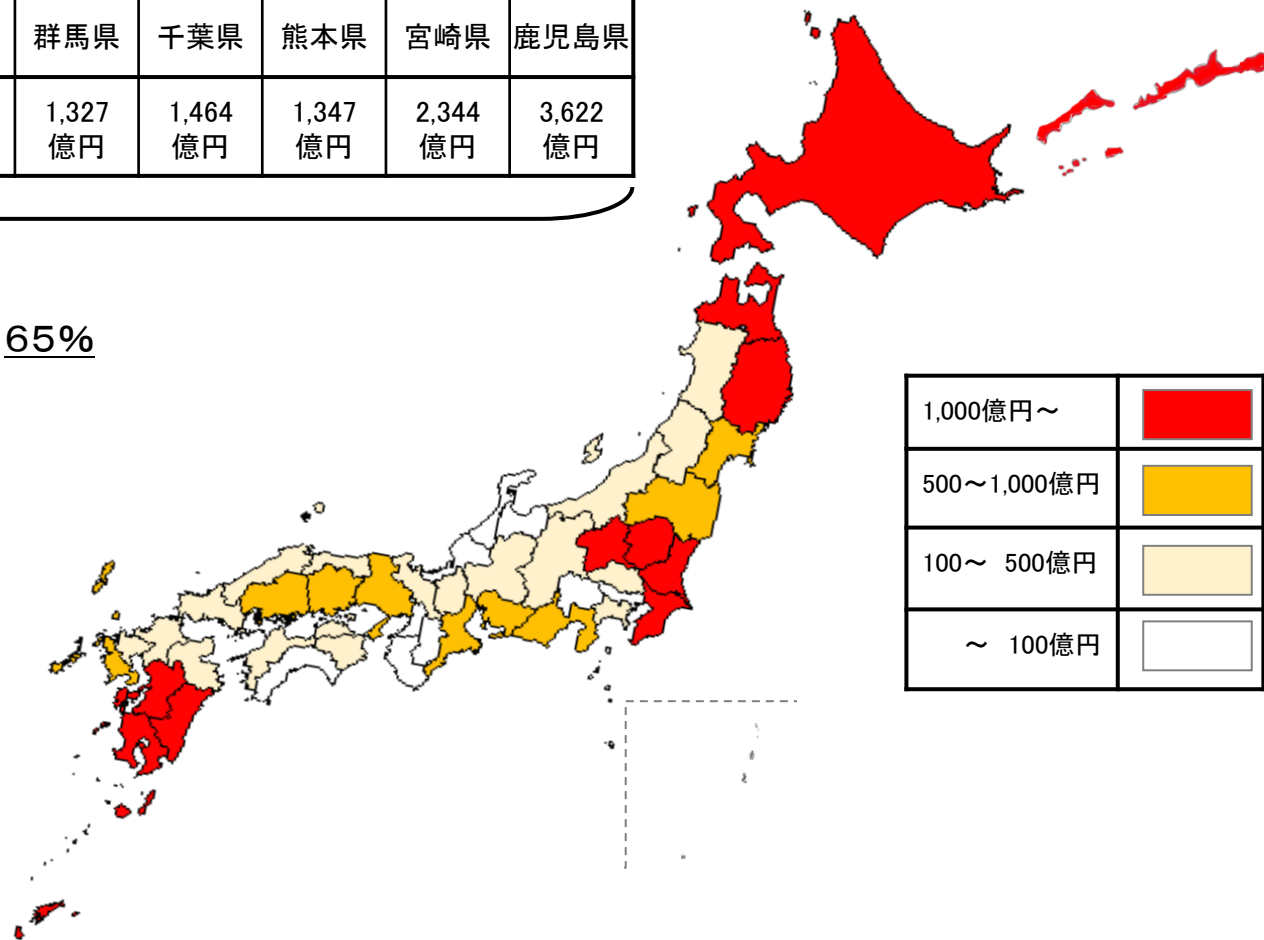 群馬県 千葉県 熊本県 宮崎県 鹿児島県
1,327 1,464 1,347 2,344 3,622
億円 億円 億円 億円 億円
65%
1,000億円～
500～1,000億円
100～ 500億円
～ 100億円